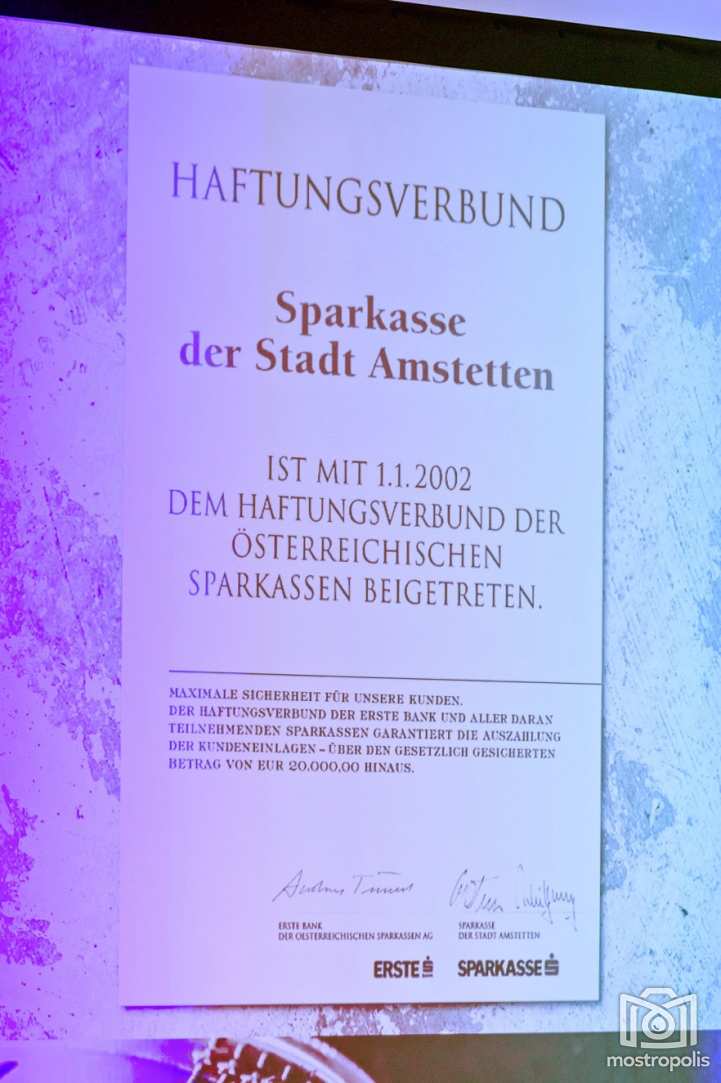 HAFTUNGSVERBUND
Sparkasse
der Stadt Amstetten
IST MIT 1.1.2002
DEM HAFTUNGSVERBUND DER
ÖSTERREICHISCHEN
SPARKASSEN BEIGETRETEN.
MAXIMALE SICHERHEIT FÜR UNSERE KUNDEN.
DER HAFTUNGSVERBUND DER ERSTE BANK UND ALLER DARAN
TEILNEHMENDEN SPARKASSEN GARANTIERT DIE AUSZAHLUNG
DER KUNDENEINLAGEN – ÜBER DEN GESETZLICH GESICHERTEN
BETRAG VON EUR 20.000,00 HINAUS.
ERSTE BANK
DER OESTERREICHISCHEN SPARKASSEN AG
SPARKASSE
DER STADT AMSTETTEN
ERSTE
SPARKASSE
mostropolis